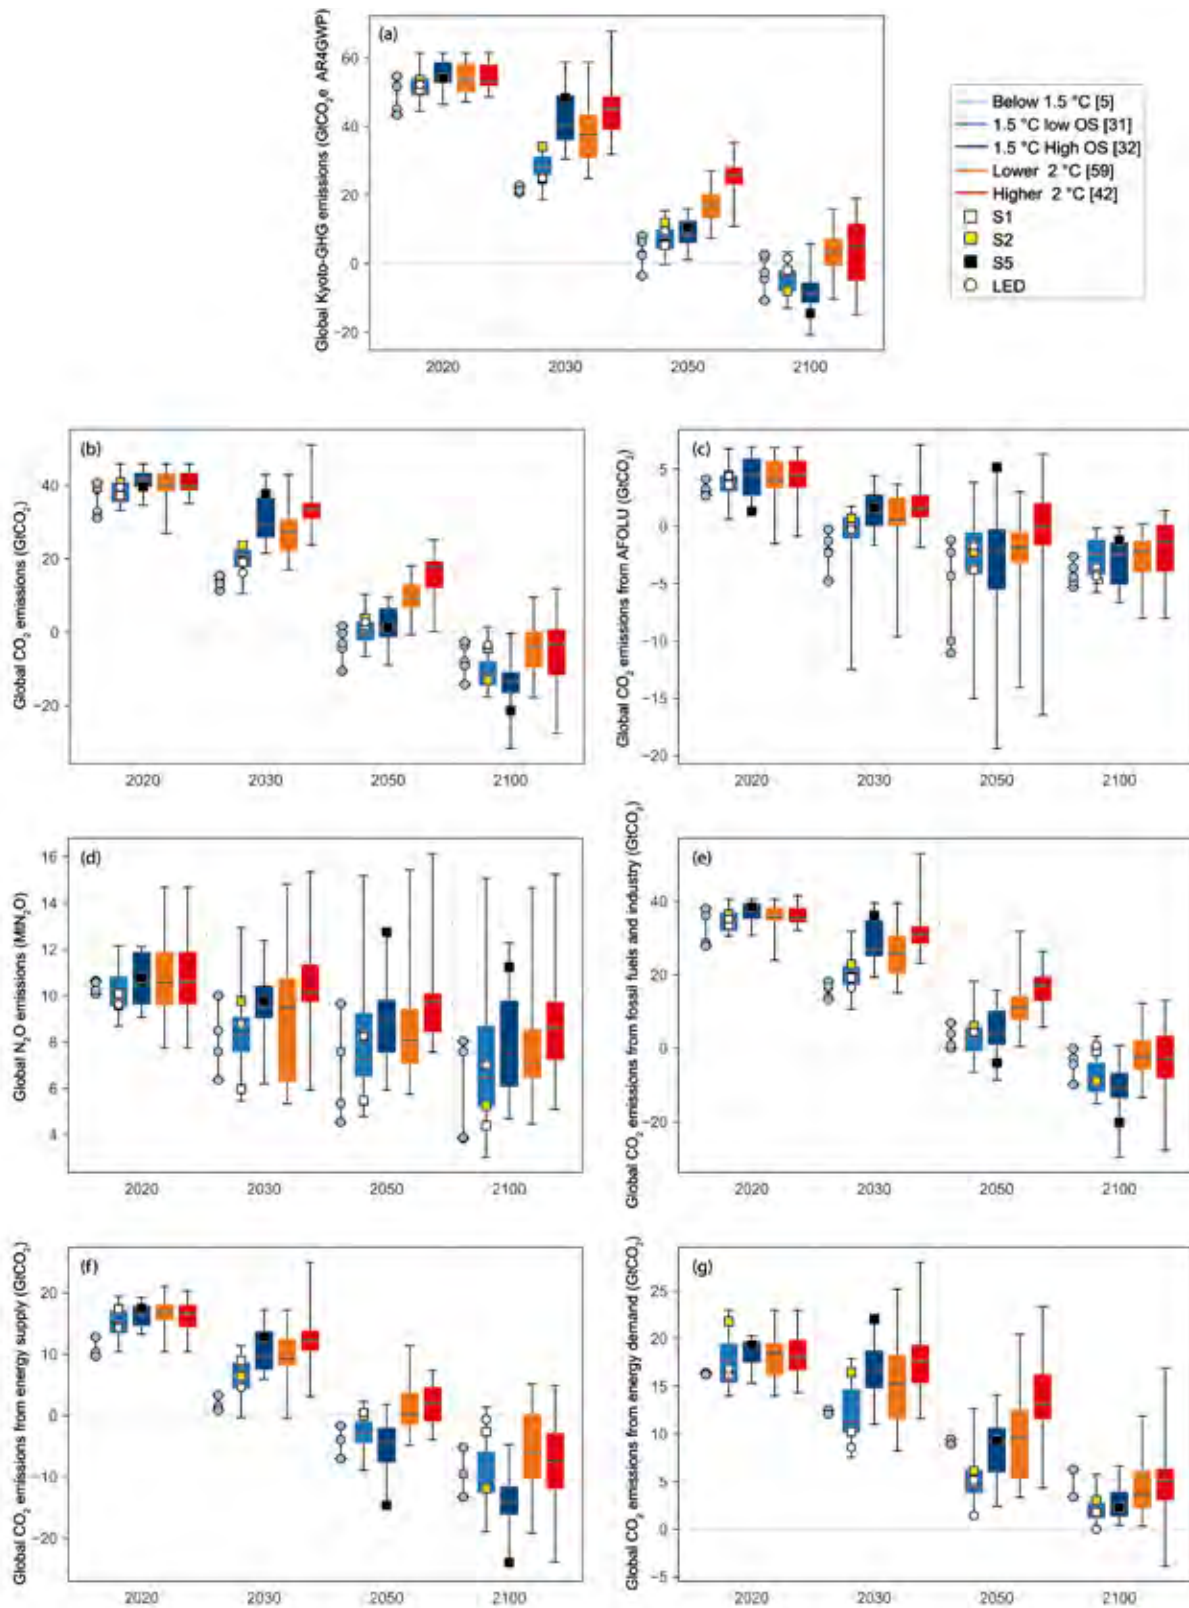 (a)
Global Kyoto-GHG emissions (GtCO₂e AR4GWP)
60
40
20
0
−20
2020 2030 2050 2100
Below 1.5 °C [5]
1.5 °C low OS [31]
1.5 °C High OS [32]
Lower 2 °C [59]
Higher 2 °C [42]
S1
S2
S5
LED
(b)
Global CO₂ emissions (GtCO₂)
40
20
0
−20
2020 2030 2050 2100
(c)
Global CO₂ emissions from AFOLU (GtCO₂)
5
0
−5
−10
−15
−20
2020 2030 2050 2100
(d)
Global N₂O emissions (MtN₂O)
16
14
12
10
8
6
4
2020 2030 2050 2100
(e)
Global CO₂ emissions from fossil fuels and industry (GtCO₂)
40
20
0
−20
2020 2030 2050 2100
(f)
Global CO₂ emissions from energy supply (GtCO₂)
20
10
0
−10
−20
2020 2030 2050 2100
(g)
Global CO₂ emissions from energy demand (GtCO₂)
25
20
15
10
5
0
−5
2020 2030 2050 2100